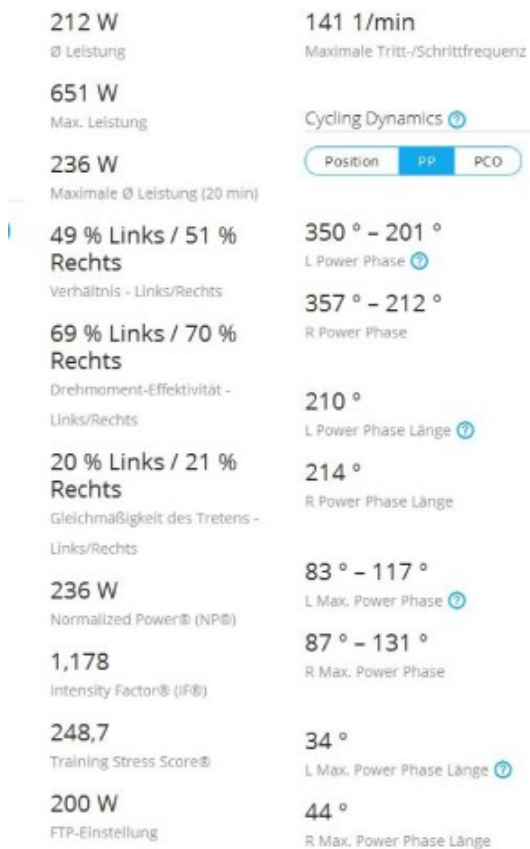 212 W
Ø Leistung
651 W
Max. Leistung
236 W
Maximale Ø Leistung (20 min)
49 % Links / 51 %
Rechts
Verhältnis - Links/Rechts
69 % Links / 70 %
Rechts
Drehmoment-Effektivität -
Links/Rechts
20 % Links / 21 %
Rechts
Gleichmäßigkeit des Tretens -
Links/Rechts
236 W
Normalized Power® (NP®)
1,178
Intensity Factor® (IF®)
248,7
Training Stress Score®
200 W
FTP-Einstellung
141 1/min
Maximale Tritt-/Schrittfrequenz
Cycling Dynamics ?
Position PP PCO
350 ° – 201 °
L Power Phase ?
357 ° – 212 °
R Power Phase
210 °
L Power Phase Länge ?
214 °
R Power Phase Länge
83 ° – 117 °
L Max. Power Phase ?
87 ° – 131 °
R Max. Power Phase
34 °
L Max. Power Phase Länge ?
44 °
R Max. Power Phase Länge